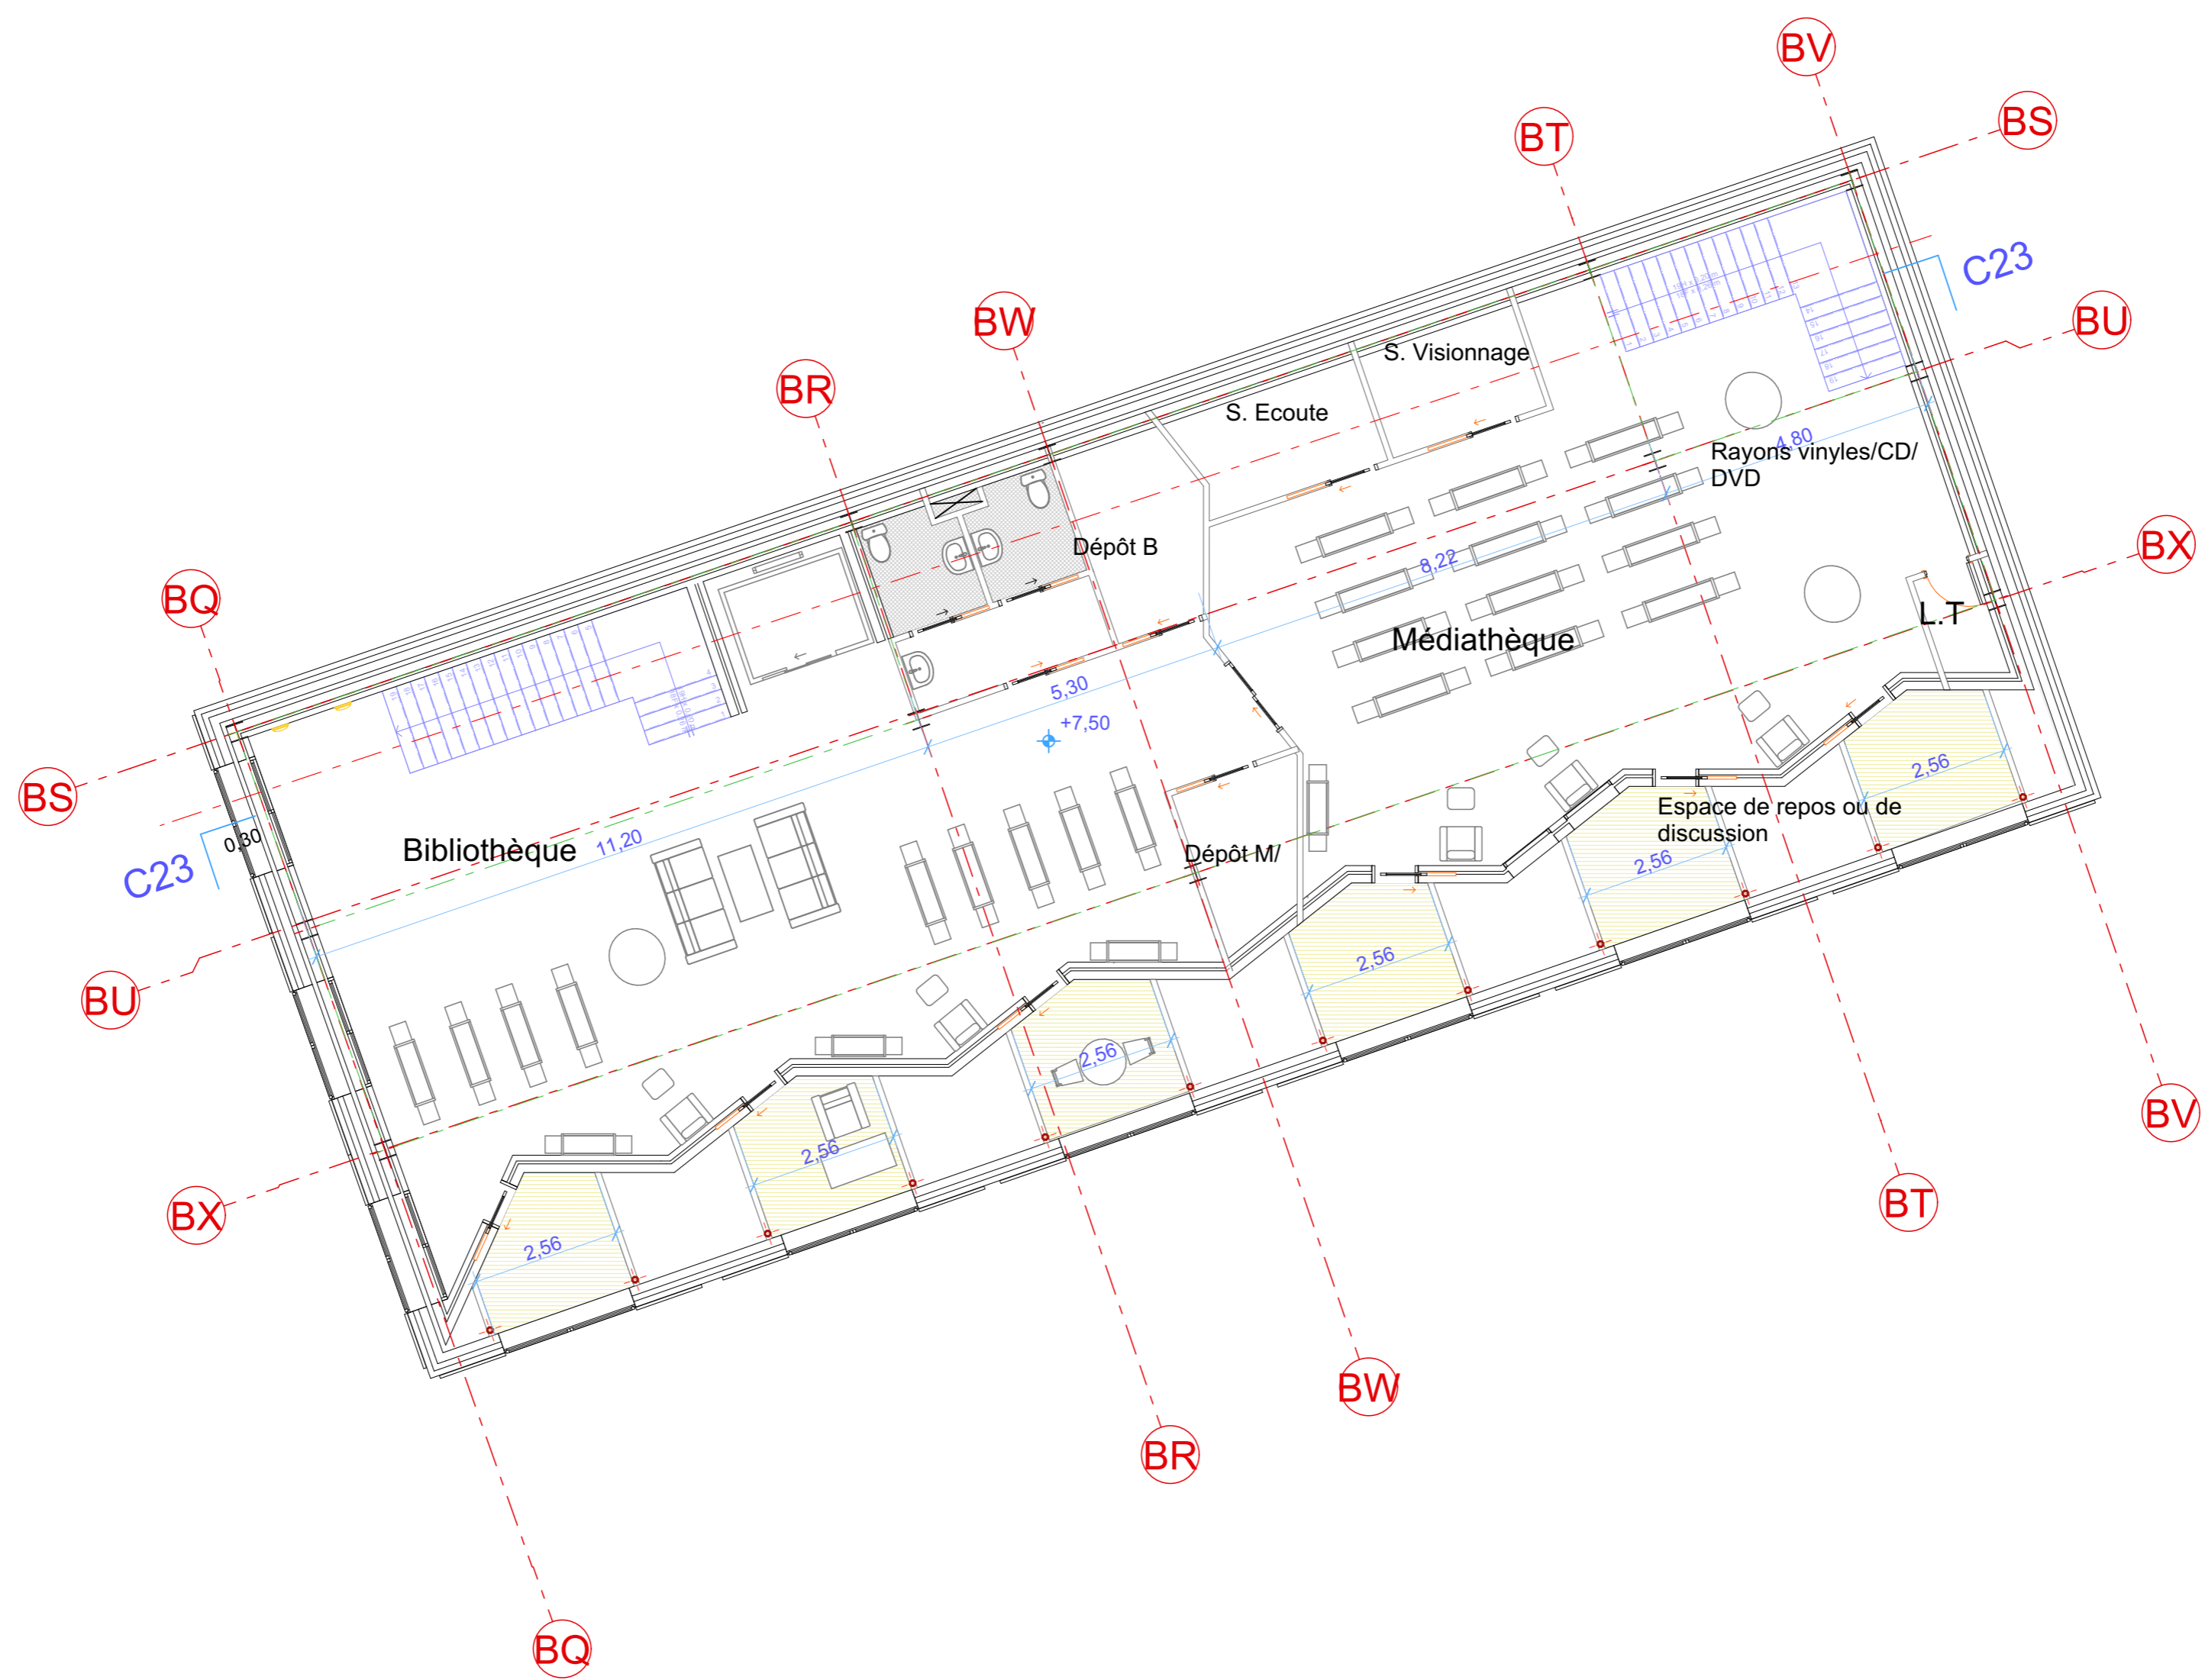 BV
BS
BT
C23
BW
BU
S. Visionnage
BR
S. Ecoute
4,80
Rayons vinyles/CD/
DVD
BX
Dépôt B
8,22
BQ
L.T
Médiathèque
5,30
+7,50
BS
2,56
Espace de repos ou de
discussion
0,30
Bibliothèque
11,20
Dépôt M/
2,56
C23
2,56
BU
2,56
BV
2,56
BX
BT
2,56
BW
BR
BQ